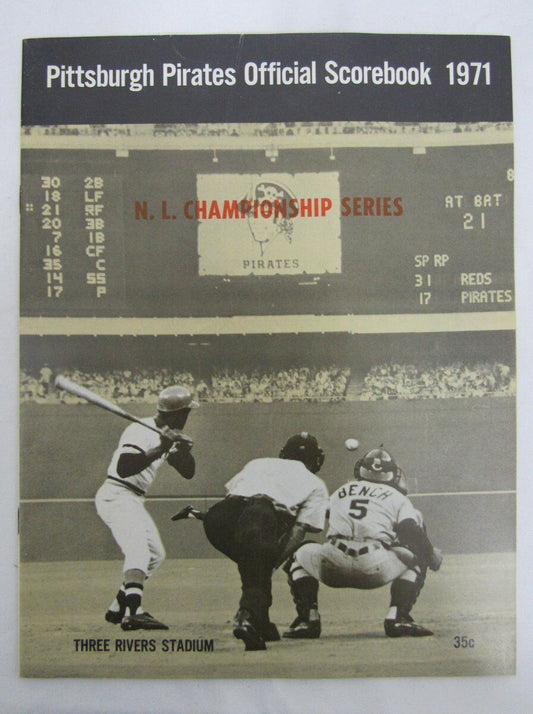 Pittsburgh Pirates Official Scorebook 1971
8
30 2B
18 LF
21 RF
20 3B
7 1B
16 CF
35 C
14 SS
17 P
N. L. CHAMPIONSHIP SERIES
PIRATES
AT BAT
21
SP RP
31 REDS
17 PIRATES
BENCH
5
THREE RIVERS STADIUM
35c